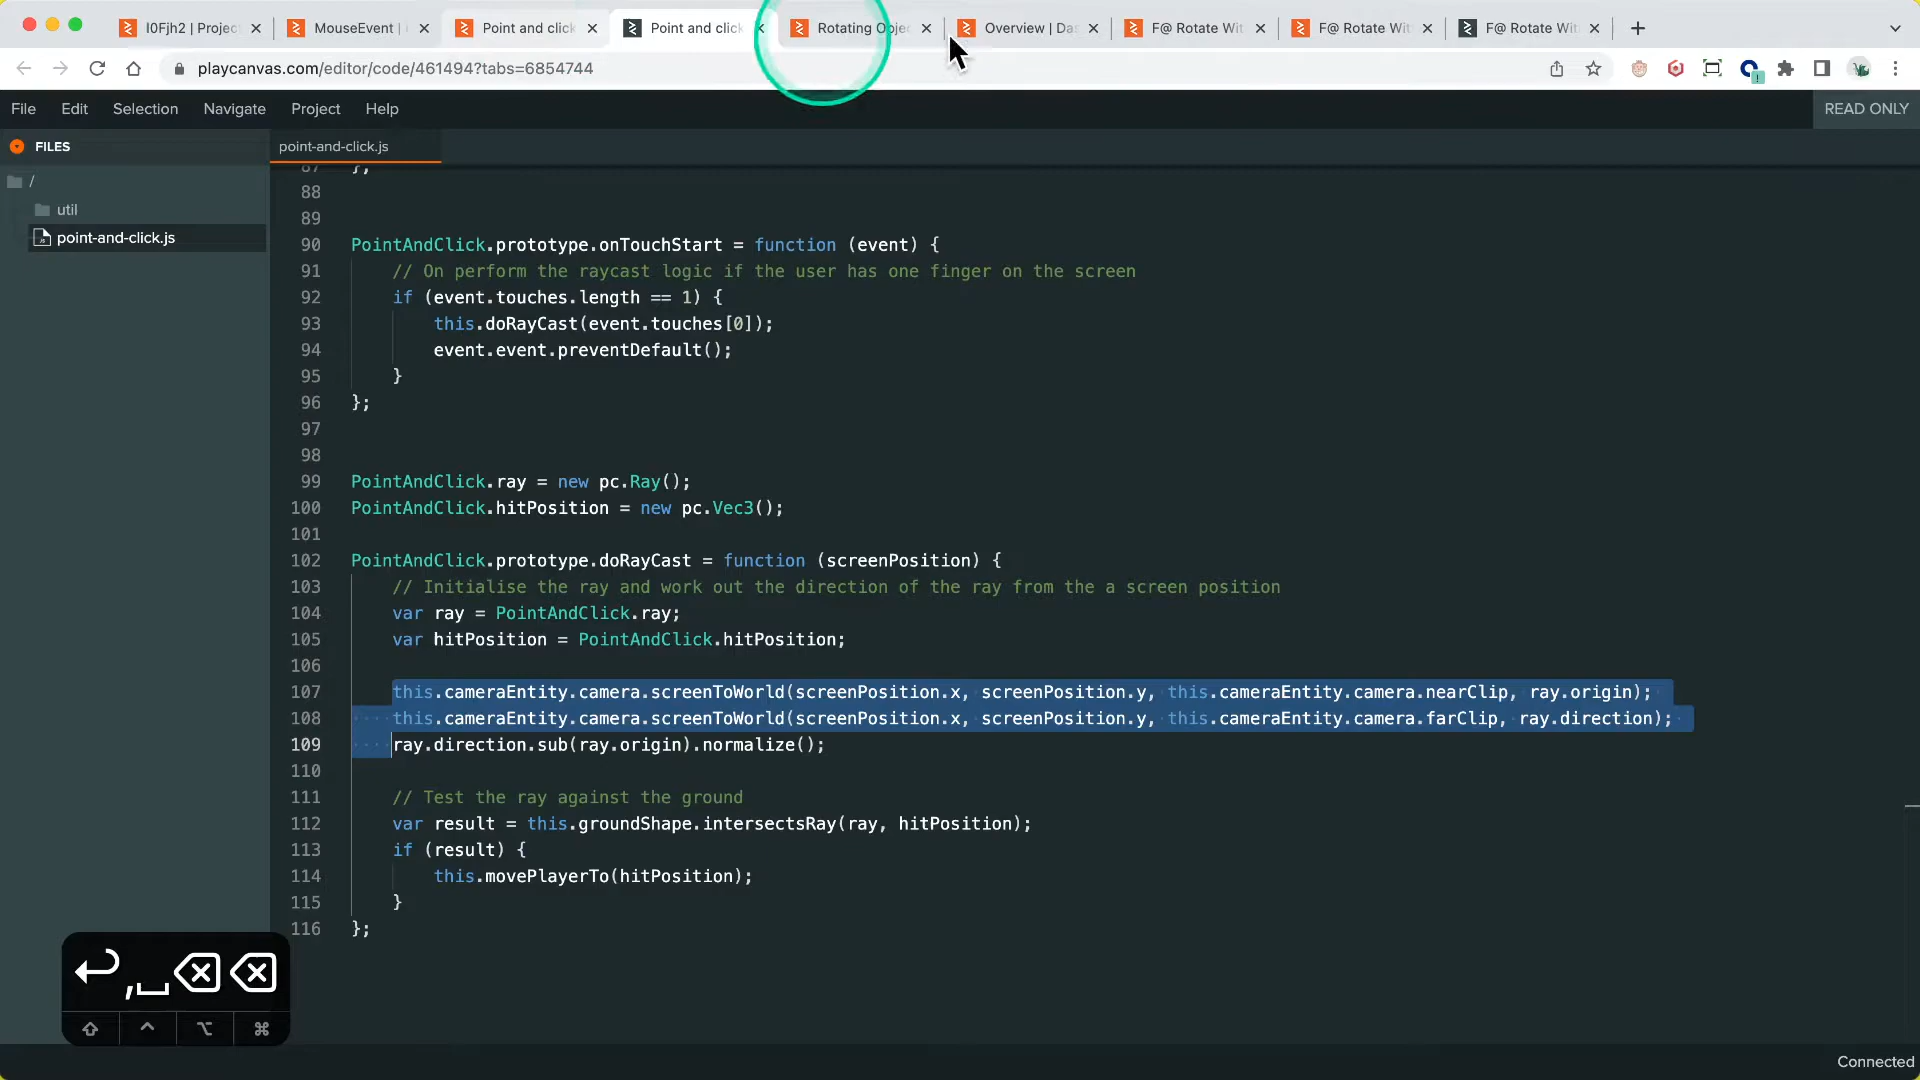 I0Fjh2 | Projec
MouseEvent |
Point and click
Point and click
Rotating Obje
Overview | Da
F@ Rotate Wit
F@ Rotate Wit
F@ Rotate Wit
playcanvas.com/editor/code/461494?tabs=6854744
File Edit Selection Navigate Project Help
READ ONLY
FILES
point-and-click.js
/
util
point-and-click.js
87 };
88
89
90 PointAndClick.prototype.onTouchStart = function (event) {
91 // On perform the raycast logic if the user has one finger on the screen
92 if (event.touches.length == 1) {
93 this.doRayCast(event.touches[0]);
94 event.event.preventDefault();
95 }
96 };
97
98
99 PointAndClick.ray = new pc.Ray();
100 PointAndClick.hitPosition = new pc.Vec3();
101
102 PointAndClick.prototype.doRayCast = function (screenPosition) {
103 // Initialise the ray and work out the direction of the ray from the a screen position
104 var ray = PointAndClick.ray;
105 var hitPosition = PointAndClick.hitPosition;
106
107 this.cameraEntity.camera.screenToWorld(screenPosition.x, screenPosition.y, this.cameraEntity.camera.nearClip, ray.origin);
108 this.cameraEntity.camera.screenToWorld(screenPosition.x, screenPosition.y, this.cameraEntity.camera.farClip, ray.direction);
109 ray.direction.sub(ray.origin).normalize();
110
111 // Test the ray against the ground
112 var result = this.groundShape.intersectsRay(ray, hitPosition);
113 if (result) {
114 this.movePlayerTo(hitPosition);
115 }
116 };
Connected